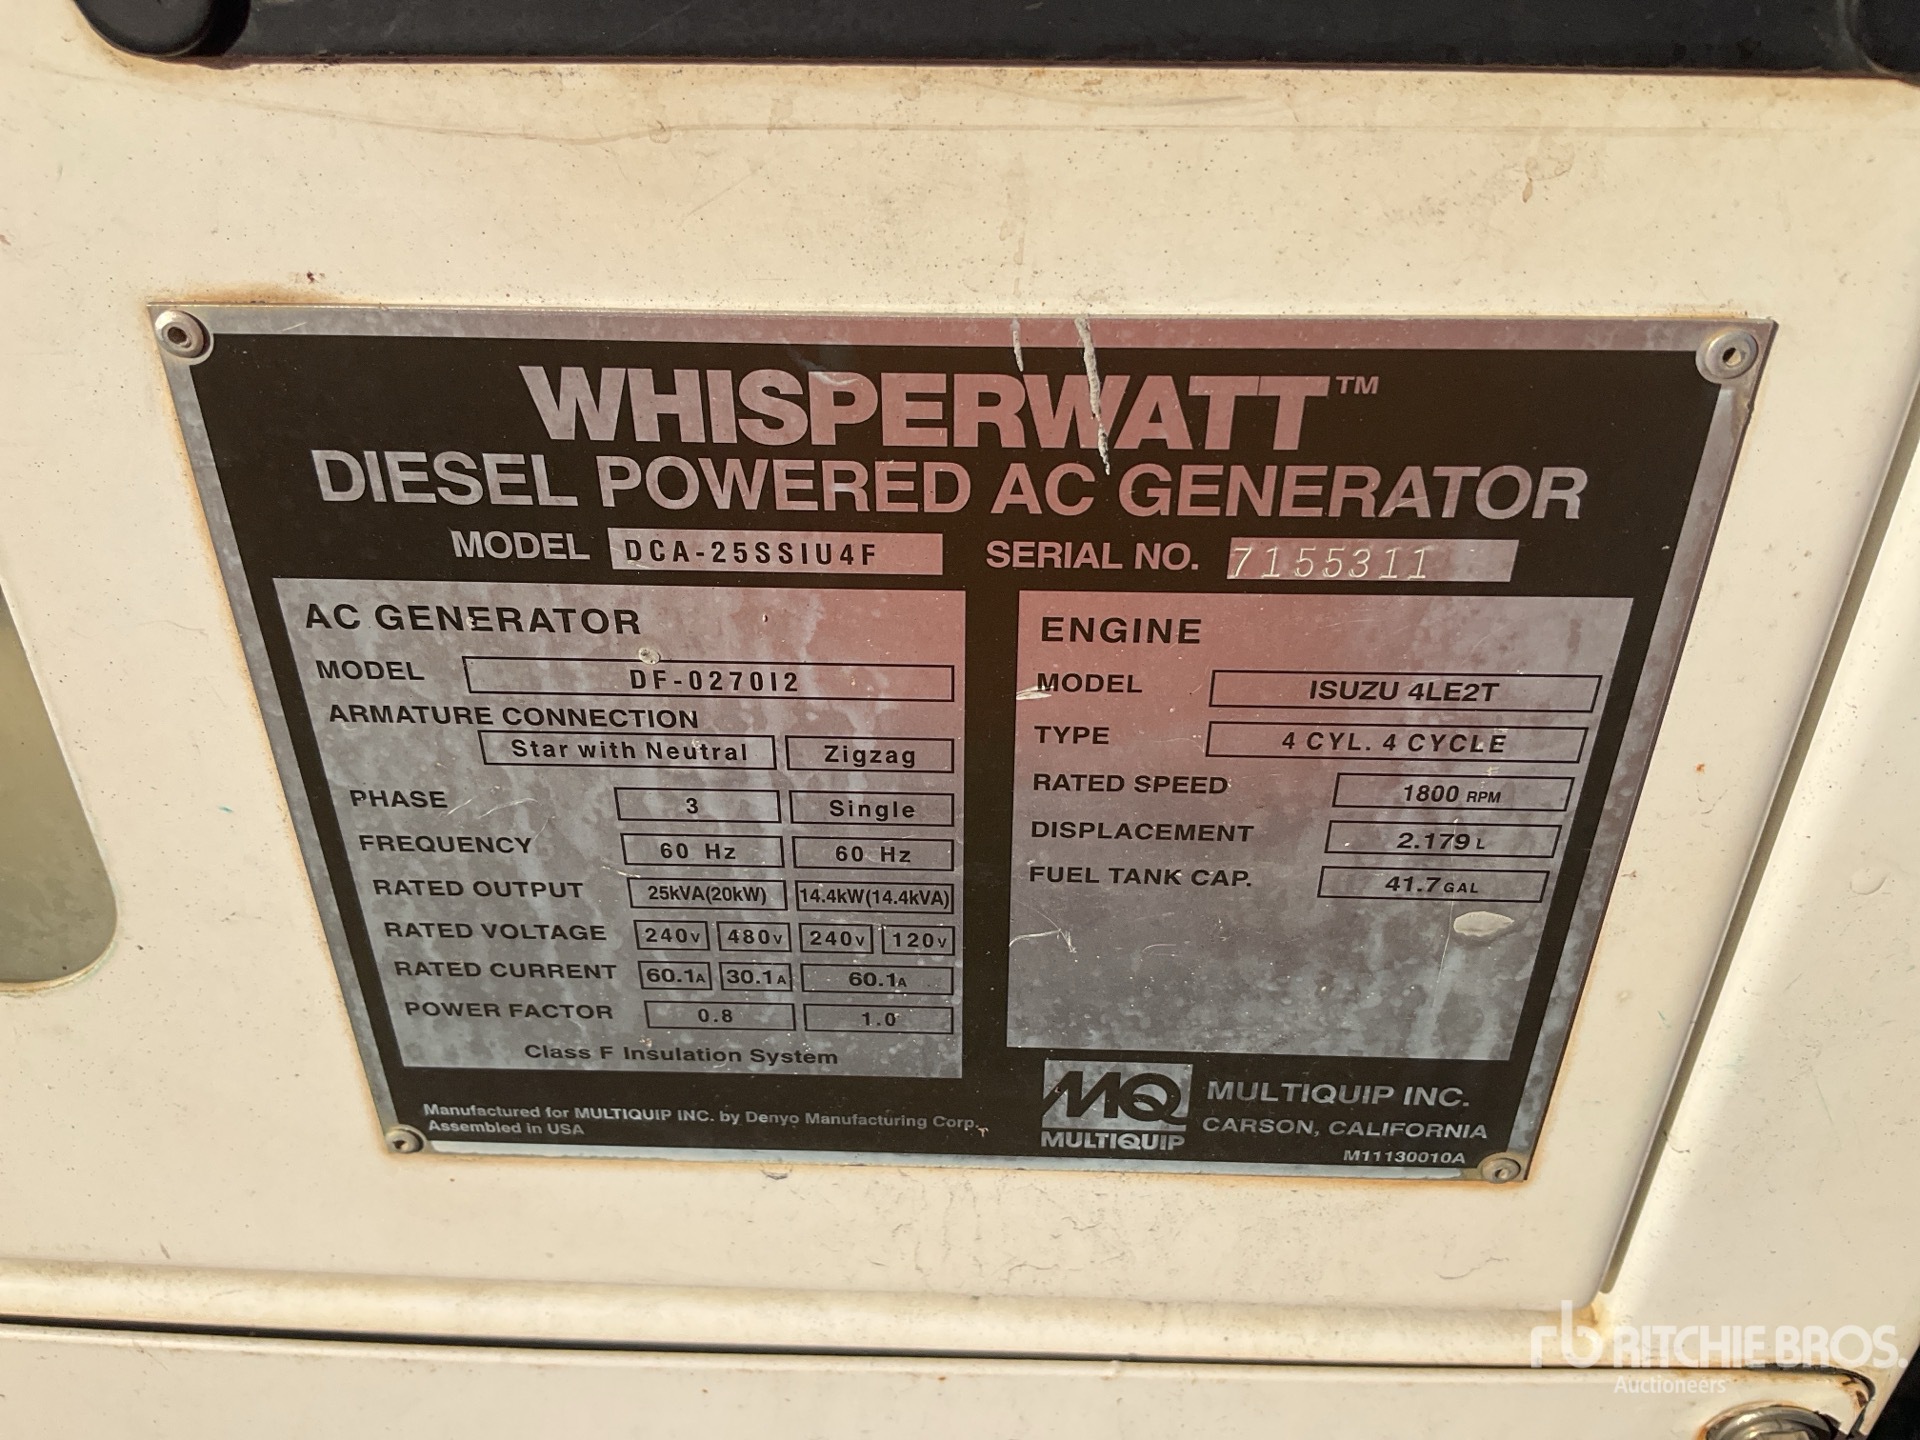 WHISPERWATT™
DIESEL POWERED AC GENERATOR
MODEL DCA-25SSIU4F SERIAL NO. 7155311
AC GENERATOR
MODEL DF-0270I2
ARMATURE CONNECTION
Star with Neutral Zigzag
PHASE 3 Single
FREQUENCY 60 Hz 60 Hz
RATED OUTPUT 25kVA(20kW) 14.4kW(14.4kVA)
RATED VOLTAGE 240V 480V 240V 120V
RATED CURRENT 60.1A 30.1A 60.1A
POWER FACTOR 0.8 1.0
Class F Insulation System
ENGINE
MODEL ISUZU 4LE2T
TYPE 4 CYL. 4 CYCLE
RATED SPEED 1800 RPM
DISPLACEMENT 2.179 L
FUEL TANK CAP. 41.7 GAL
Manufactured for MULTIQUIP INC. by Denyo Manufacturing Corp.
Assembled in USA
MQ
MULTIQUIP
MULTIQUIP INC.
CARSON, CALIFORNIA
M11130010A
rb RITCHIE BROS.
Auctioneers